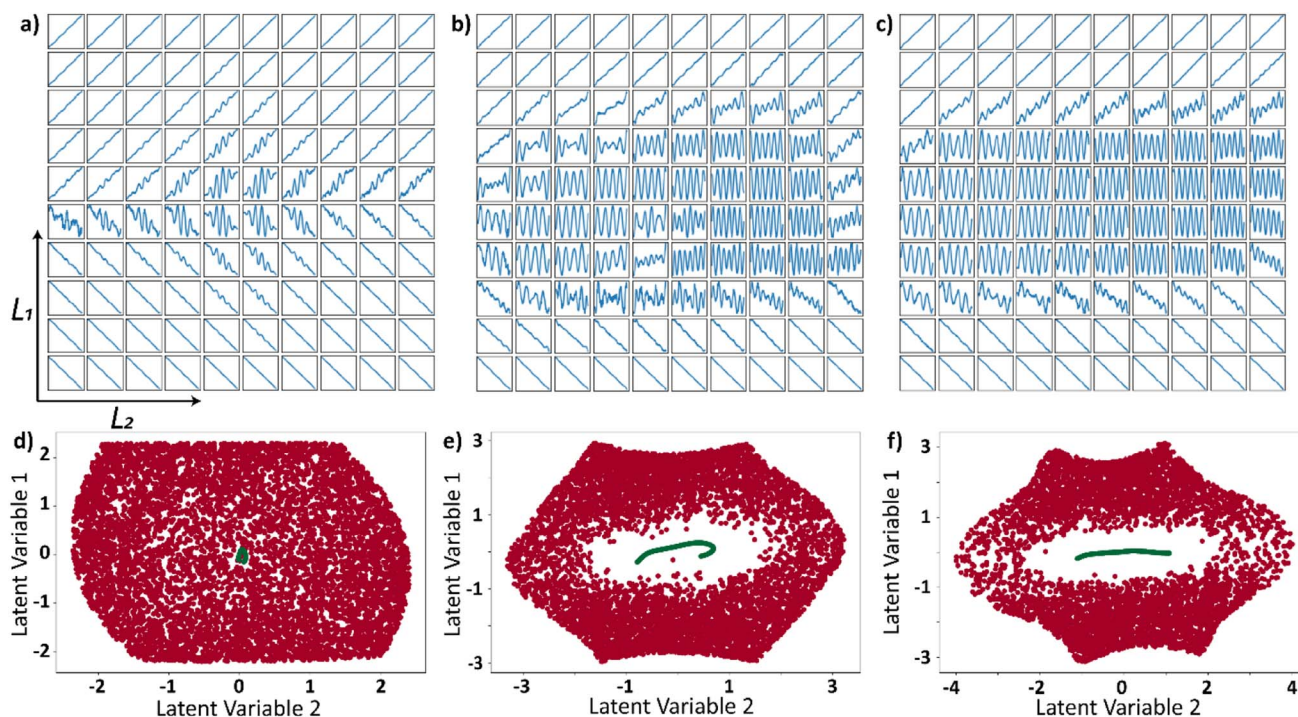 a)
b)
c)
L1
L2
d)
2
1
0
-1
-2
Latent Variable 1
-2
-1
0
1
2
Latent Variable 2
e)
3
1
-1
-3
Latent Variable 1
-3
-1
1
3
Latent Variable 2
f)
3
1
-1
-3
Latent Variable 1
-4
-2
0
2
4
Latent Variable 2